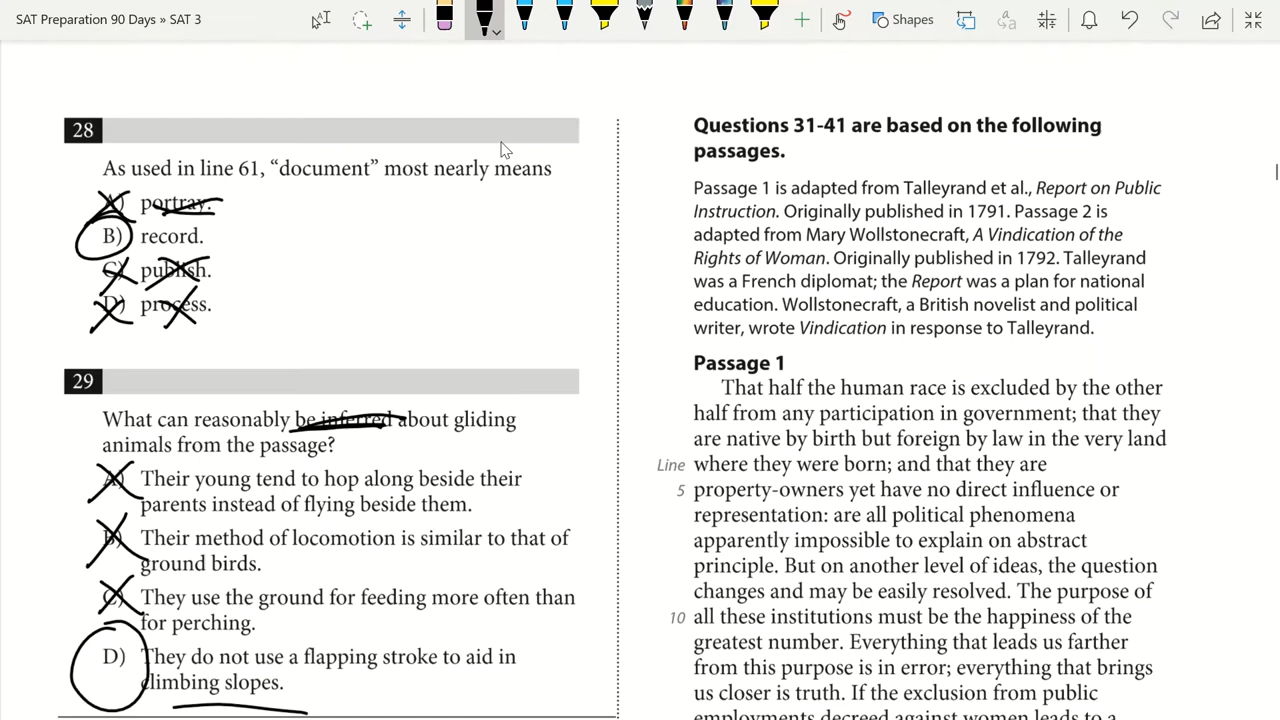 SAT Preparation 90 Days » SAT 3
Shapes
28
As used in line 61, “document” most nearly means
A) portray.
B) record.
C) publish.
D) process.
29
What can reasonably be inferred about gliding
animals from the passage?
A) Their young tend to hop along beside their
parents instead of flying beside them.
B) Their method of locomotion is similar to that of
ground birds.
C) They use the ground for feeding more often than
for perching.
D) They do not use a flapping stroke to aid in
climbing slopes.
Questions 31-41 are based on the following
passages.
Passage 1 is adapted from Talleyrand et al., Report on Public
Instruction. Originally published in 1791. Passage 2 is
adapted from Mary Wollstonecraft, A Vindication of the
Rights of Woman. Originally published in 1792. Talleyrand
was a French diplomat; the Report was a plan for national
education. Wollstonecraft, a British novelist and political
writer, wrote Vindication in response to Talleyrand.
Passage 1
That half the human race is excluded by the other
half from any participation in government; that they
are native by birth but foreign by law in the very land
Line where they were born; and that they are
5 property-owners yet have no direct influence or
representation: are all political phenomena
apparently impossible to explain on abstract
principle. But on another level of ideas, the question
changes and may be easily resolved. The purpose of
10 all these institutions must be the happiness of the
greatest number. Everything that leads us farther
from this purpose is in error; everything that brings
us closer is truth. If the exclusion from public
employments decreed against women leads to a